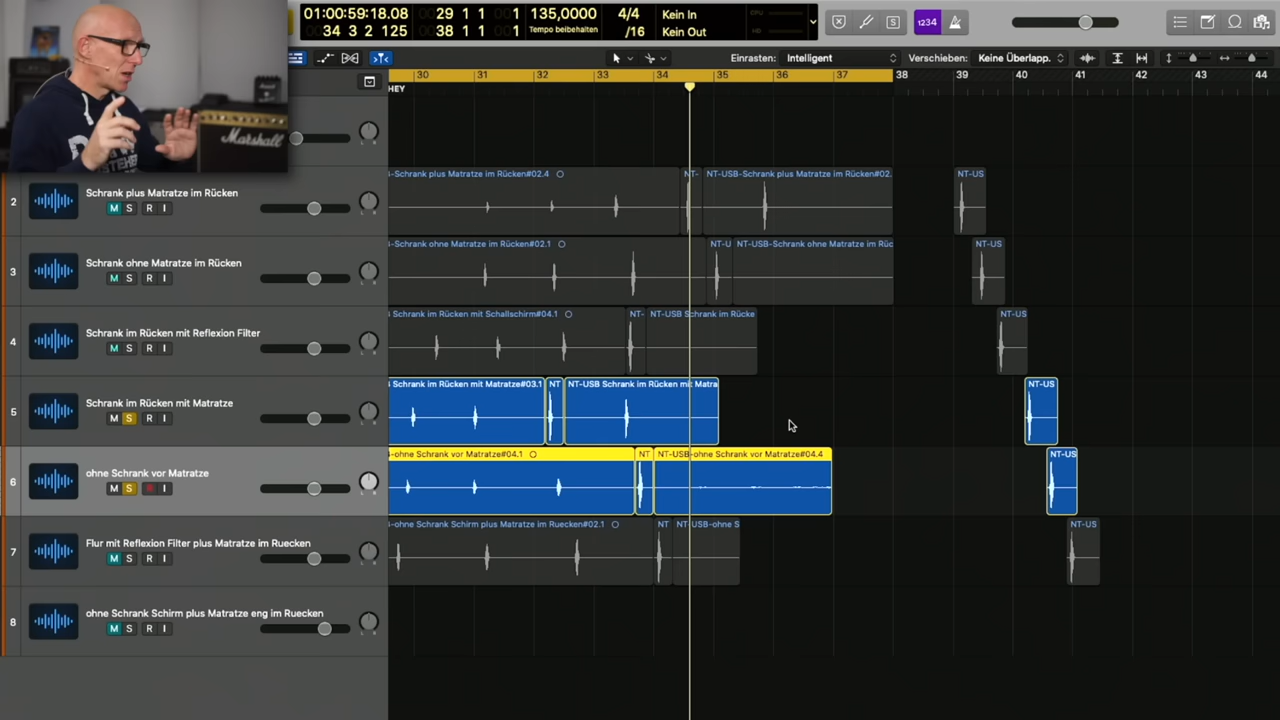 01:00:59:18.08
34 3 2 125
29 1 1 1
38 1 1 1
135,0000
Tempo beibehalten
4/4
/16
Kein In
Kein Out
CPU
HD
S
1234
Einrasten: Intelligent
Verschieben: Keine Überlapp.
30 31 32 33 34 35 36 37 38 39 40 41 42 43 44
HEY
Marshall
2 Schrank plus Matratze im Rücken
M S R I
-Schrank plus Matratze im Rücken#02.4
NT-
NT-USB-Schrank plus Matratze im Rücken#02.
NT-US
3 Schrank ohne Matratze im Rücken
M S R I
-Schrank ohne Matratze im Rücken#02.1
NT-U
NT-USB-Schrank ohne Matratze im Rüc
NT-US
4 Schrank im Rücken mit Reflexion Filter
M S R I
Schrank im Rücken mit Schallschirm#04.1
NT-
NT-USB Schrank im Rücke
NT-US
5 Schrank im Rücken mit Matratze
M S R I
Schrank im Rücken mit Matratze#03.1
NT
NT-USB Schrank im Rücken mit Matra
NT-US
6 ohne Schrank vor Matratze
M S R I
-ohne Schrank vor Matratze#04.1
NT
NT-USB-ohne Schrank vor Matratze#04.4
NT-US
7 Flur mit Reflexion Filter plus Matratze im Ruecken
M S R I
-ohne Schrank Schirm plus Matratze im Ruecken#02.1
NT
NT-USB-ohne S
NT-US
8 ohne Schrank Schirm plus Matratze eng im Ruecken
M S R I